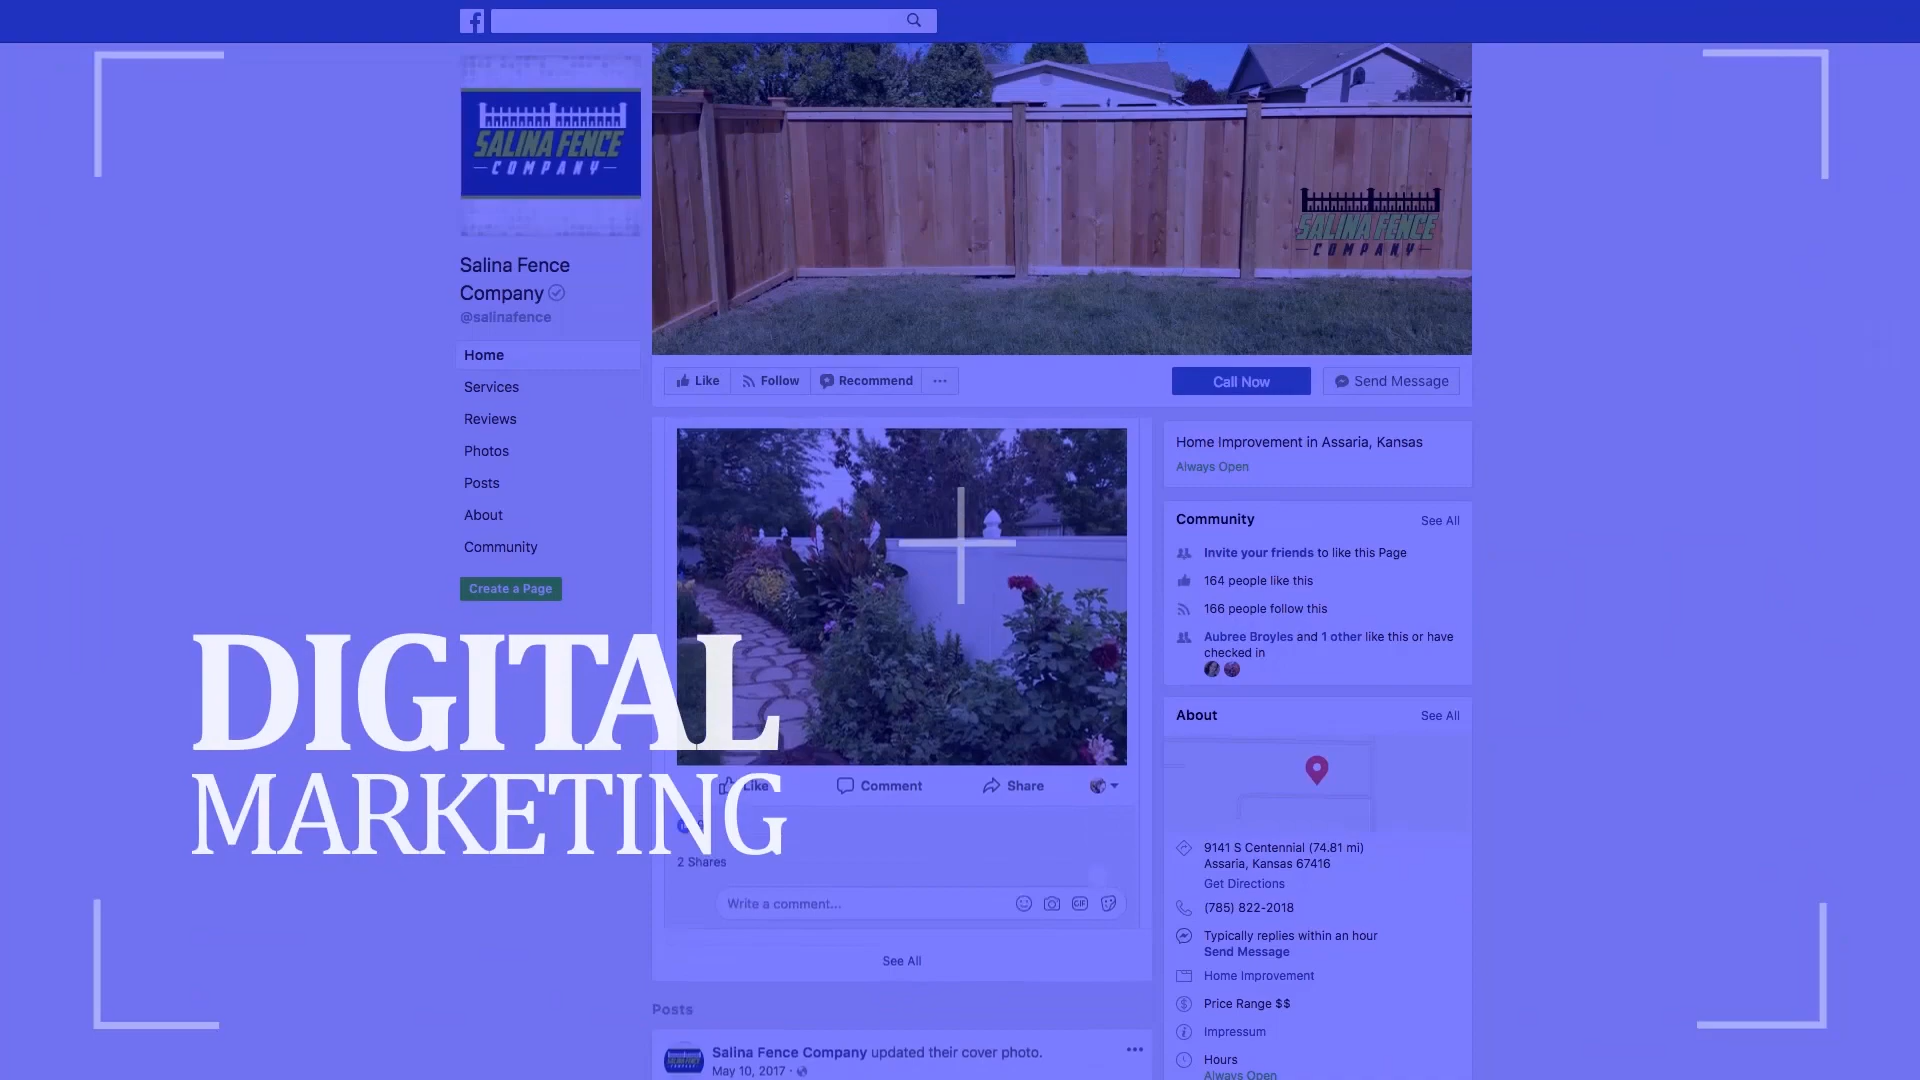 SALINA FENCE
COMPANY
Salina Fence
Company
@salinafence
Home
Services
Reviews
Photos
Posts
About
Community
Create a Page
SALINA FENCE
COMPANY
Like
Follow
Recommend
Call Now
Send Message
DIGITAL
MARKETING
Like
Comment
Share
2 Shares
Write a comment...
GIF
See All
Posts
Salina Fence Company updated their cover photo.
May 10, 2017 ·
Home Improvement in Assaria, Kansas
Always Open
Community
See All
Invite your friends to like this Page
164 people like this
166 people follow this
Aubree Broyles and 1 other like this or have
checked in
About
See All
9141 S Centennial (74.81 mi)
Assaria, Kansas 67416
Get Directions
(785) 822-2018
Typically replies within an hour
Send Message
Home Improvement
Price Range $$
Impressum
Hours
Always Open